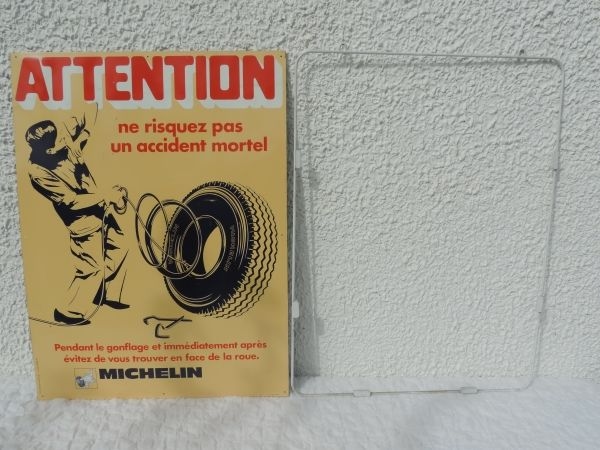 ATTENTION
ne risquez pas
un accident mortel
Pendant le gonflage et immédiatement après
évitez de vous trouver en face de la roue.
MICHELIN